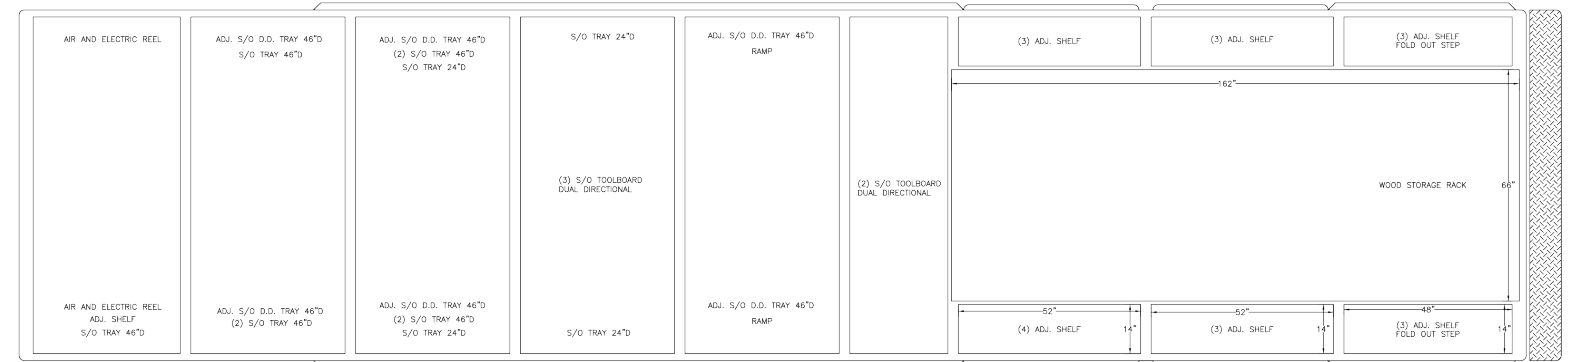 AIR AND ELECTRIC REEL
AIR AND ELECTRIC REEL
ADJ. SHELF
S/O TRAY 46"D
ADJ. S/O D.D. TRAY 46"D
S/O TRAY 46"D
ADJ. S/O D.D. TRAY 46"D
(2) S/O TRAY 46"D
ADJ. S/O D.D. TRAY 46"D
(2) S/O TRAY 46"D
S/O TRAY 24"D
ADJ. S/O D.D. TRAY 46"D
(2) S/O TRAY 46"D
S/O TRAY 24"D
S/O TRAY 24"D
(3) S/O TOOLBOARD
DUAL DIRECTIONAL
S/O TRAY 24"D
ADJ. S/O D.D. TRAY 46"D
RAMP
ADJ. S/O D.D. TRAY 46"D
RAMP
(2) S/O TOOLBOARD
DUAL DIRECTIONAL
(3) ADJ. SHELF
(3) ADJ. SHELF
(3) ADJ. SHELF
FOLD OUT STEP
162"
WOOD STORAGE RACK
66"
52"
(4) ADJ. SHELF
14"
52"
(3) ADJ. SHELF
14"
48"
(3) ADJ. SHELF
FOLD OUT STEP
14"